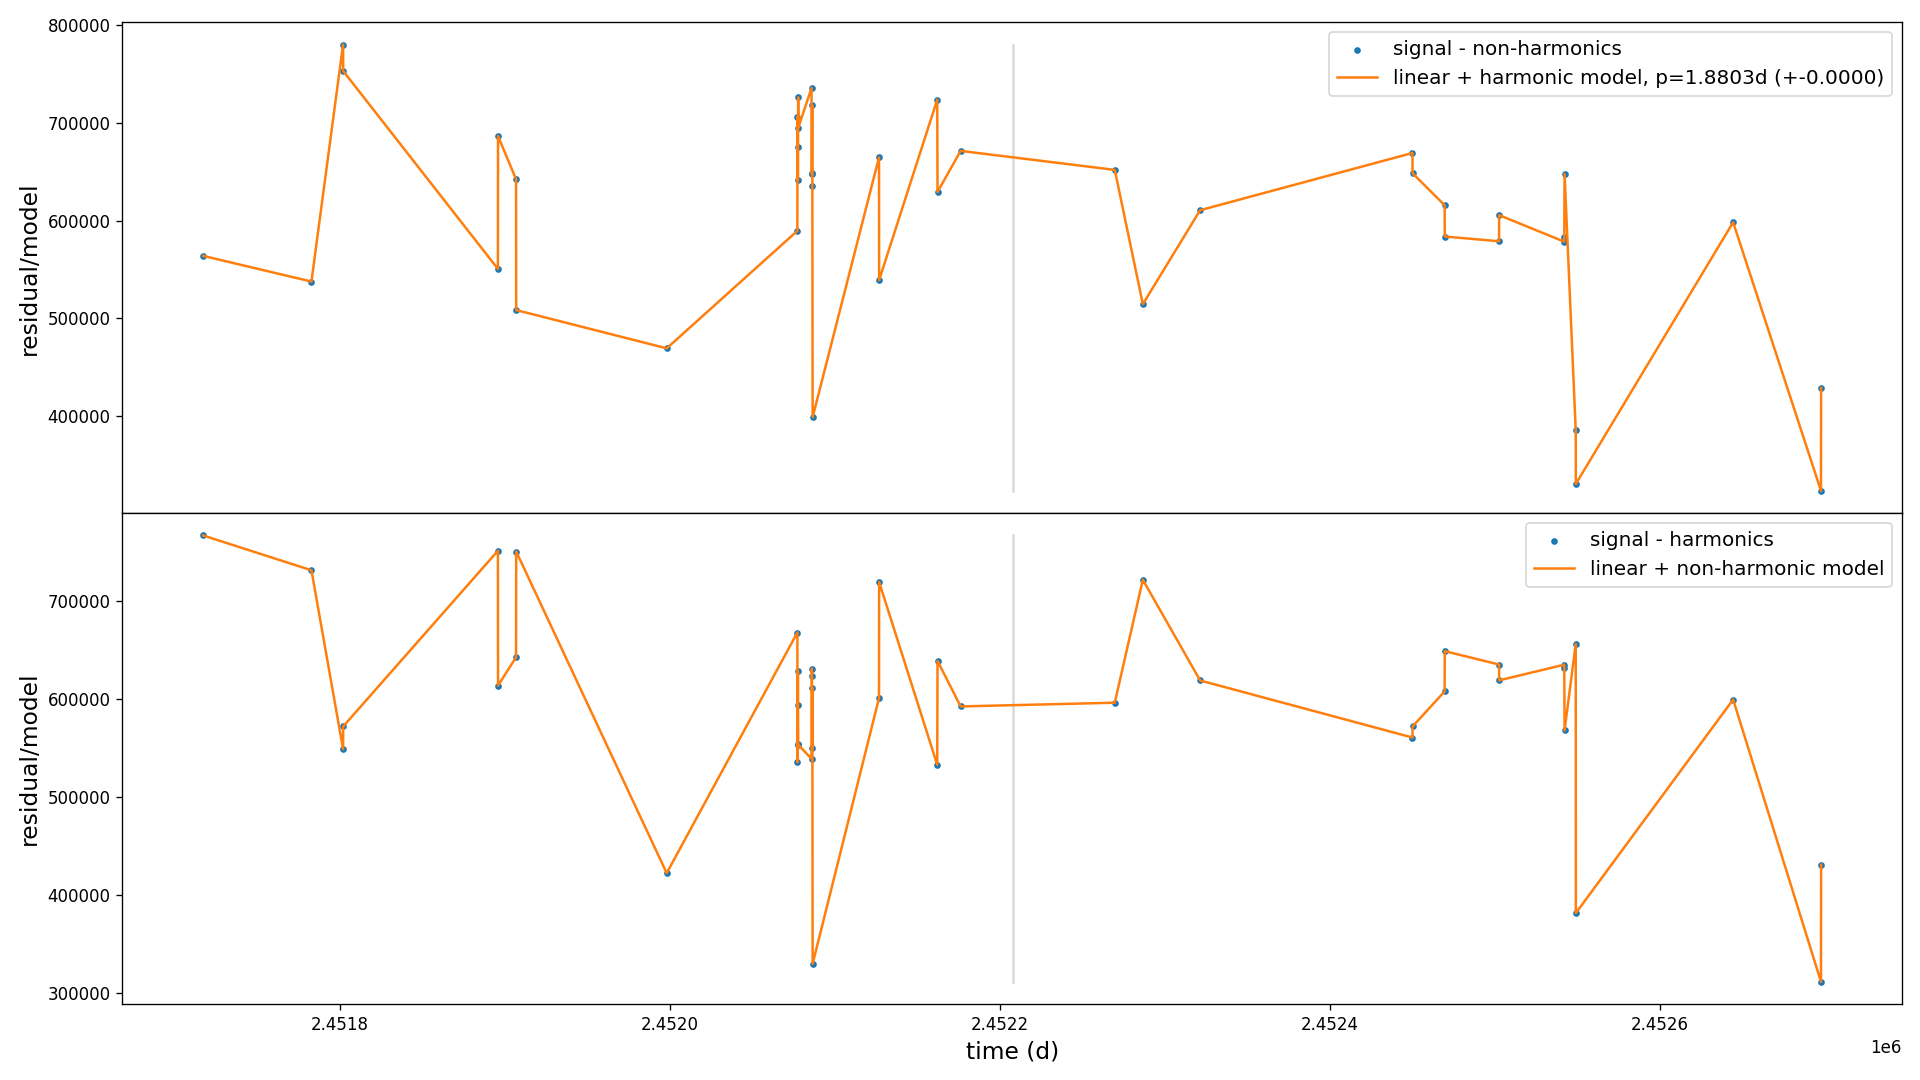 800000
700000
600000
500000
400000
residual/model
signal - non-harmonics
linear + harmonic model, p=1.8803d (+-0.0000)
700000
600000
500000
400000
300000
residual/model
signal - harmonics
linear + non-harmonic model
2.4518
2.4520
2.4522
2.4524
2.4526
1e6
time (d)